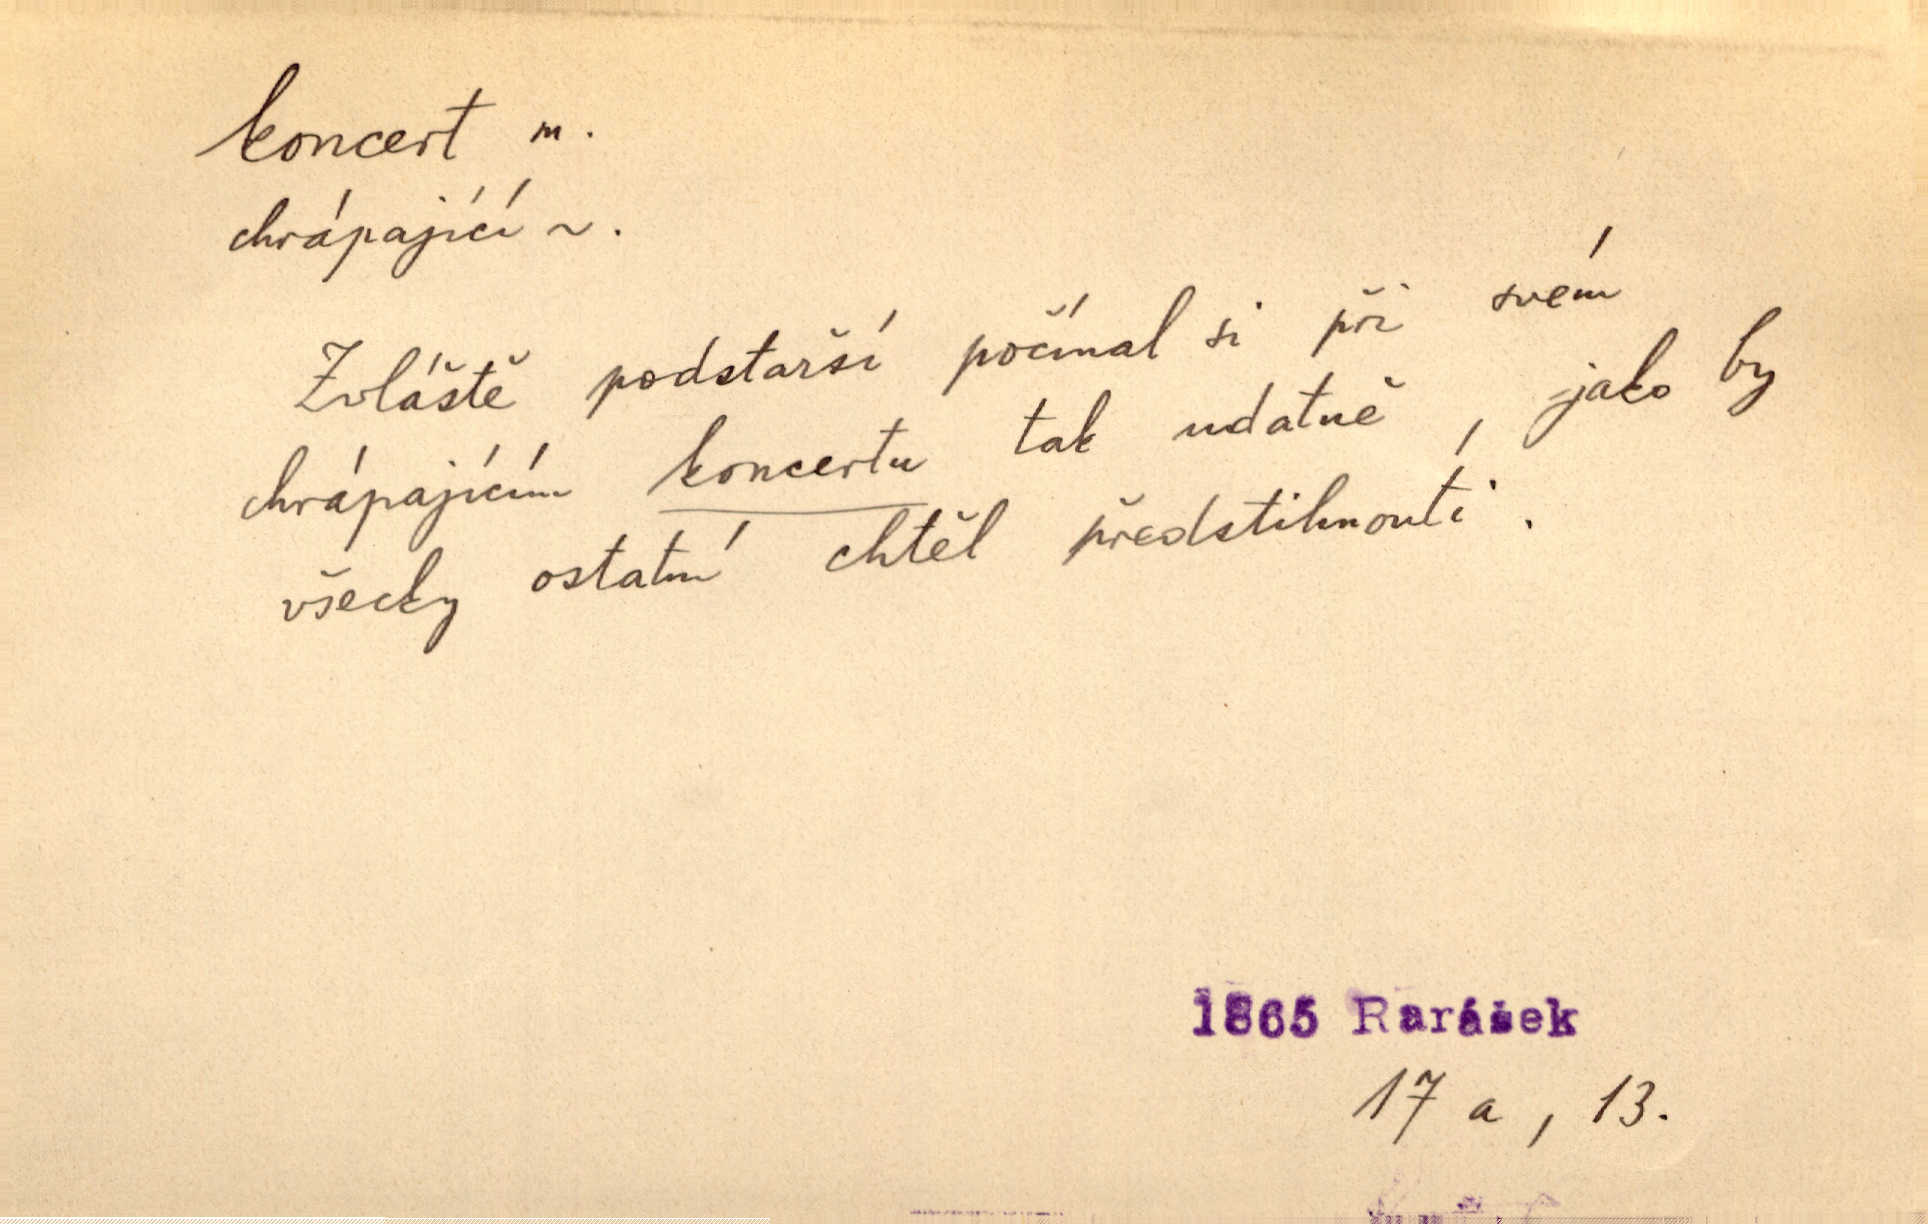 koncert m.
chrápající ~.
Zvláště podstarší počínal si při svém
chrápajícím koncertu tak udatně, jako by
všecky ostatní chtěl předstihnouti.
1865 Rarášek
17 a, 13.